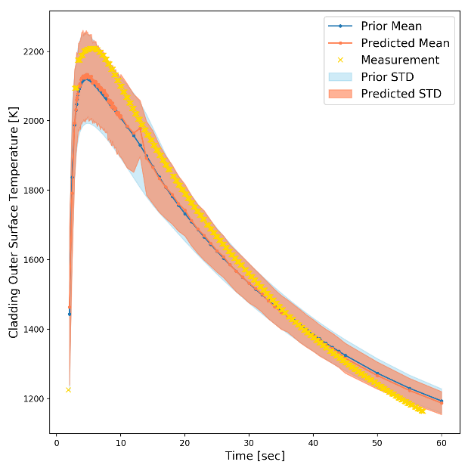 Prior Mean
Predicted Mean
Measurement
Prior STD
Predicted STD
Cladding Outer Surface Temperature [K]
2200
2000
1800
1600
1400
1200
0 10 20 30 40 50 60
Time [sec]